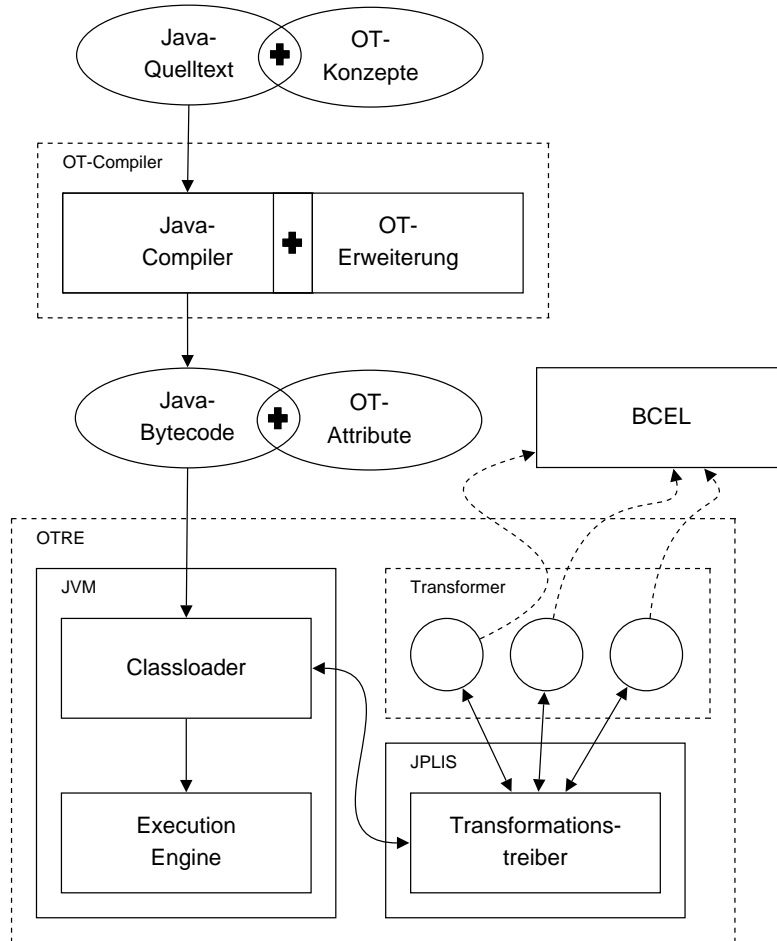 Java-
Quelltext
OT-
Konzepte
OT-Compiler
Java-
Compiler
OT-
Erweiterung
Java-
Bytecode
OT-
Attribute
BCEL
OTRE
JVM
Transformer
Classloader
JPLIS
Execution
Engine
Transformations-
treiber